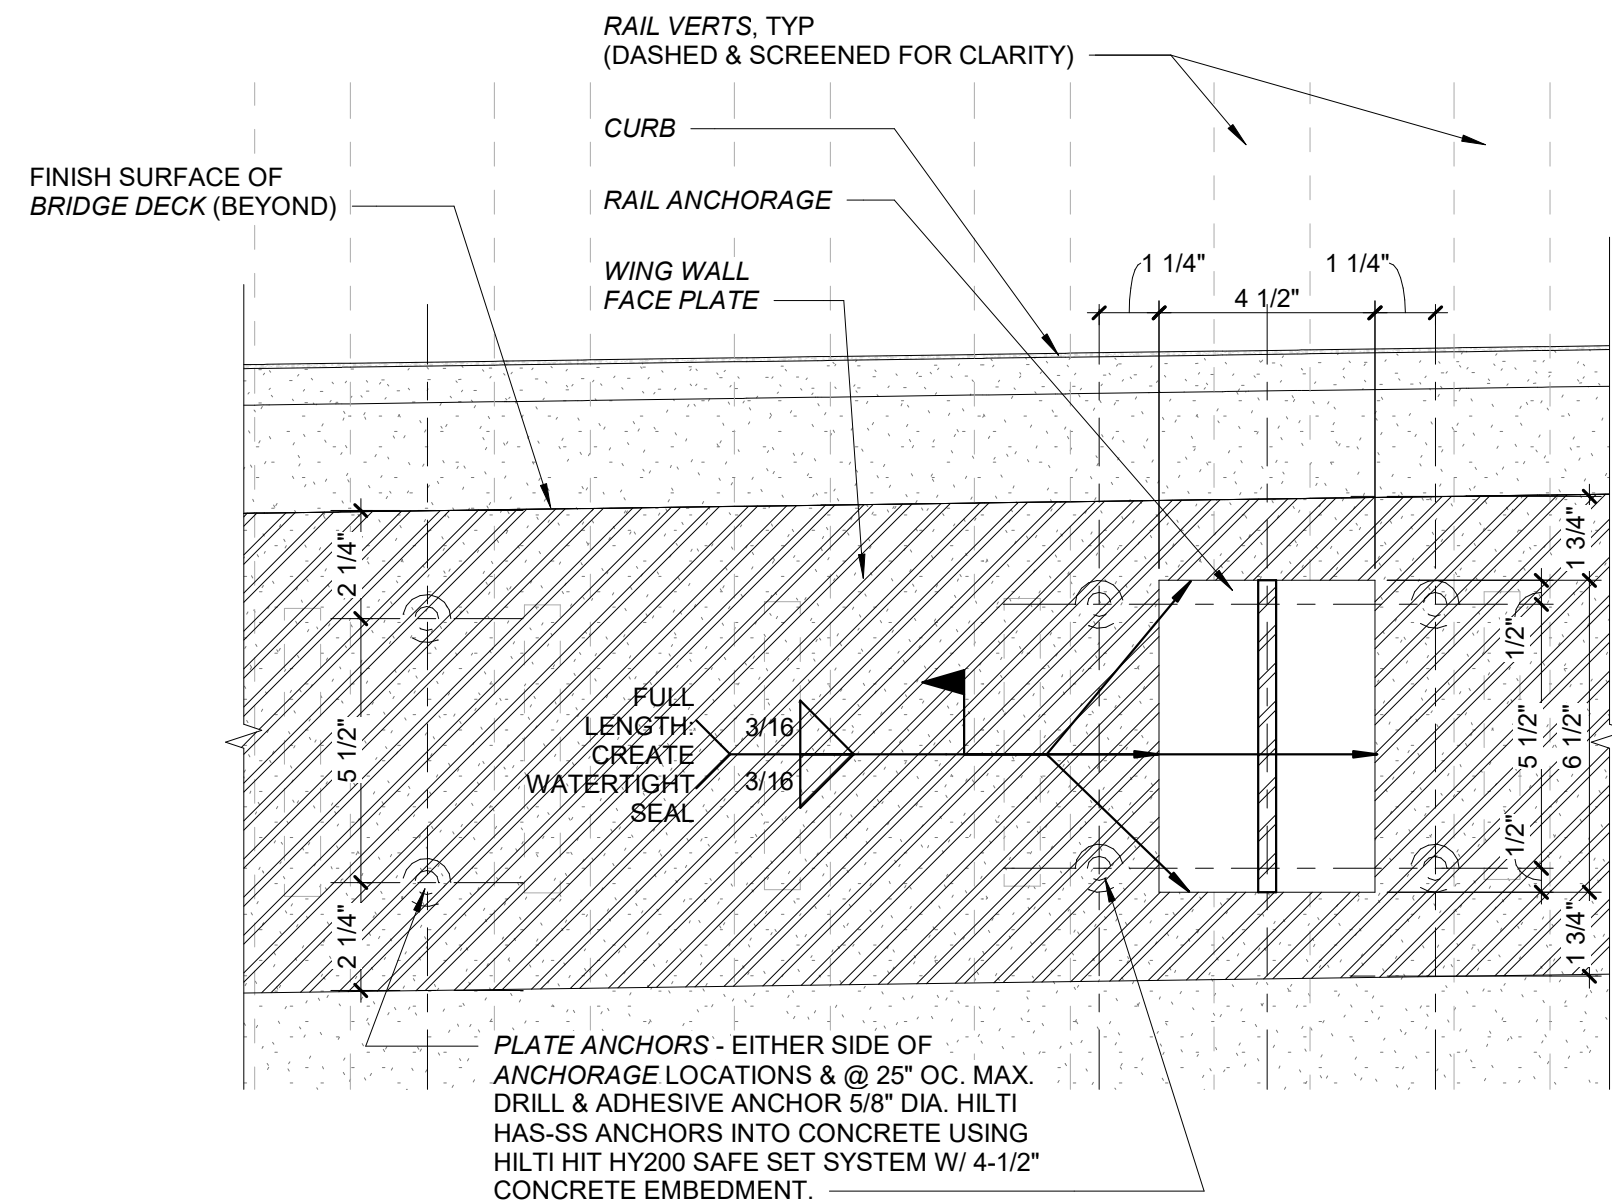 RAIL VERTS, TYP
(DASHED & SCREENED FOR CLARITY)
CURB
FINISH SURFACE OF
BRIDGE DECK (BEYOND)
RAIL ANCHORAGE
WING WALL
FACE PLATE
1 1/4"
1 1/4"
4 1/2"
2 1/4"
5 1/2"
2 1/4"
FULL
LENGTH:
CREATE
WATERTIGHT
SEAL
3/16
3/16
1 3/4"
1/2"
5 1/2"
6 1/2"
1/2"
1 3/4"
PLATE ANCHORS - EITHER SIDE OF
ANCHORAGE LOCATIONS & @ 25" OC. MAX.
DRILL & ADHESIVE ANCHOR 5/8" DIA. HILTI
HAS-SS ANCHORS INTO CONCRETE USING
HILTI HIT HY200 SAFE SET SYSTEM W/ 4-1/2"
CONCRETE EMBEDMENT.